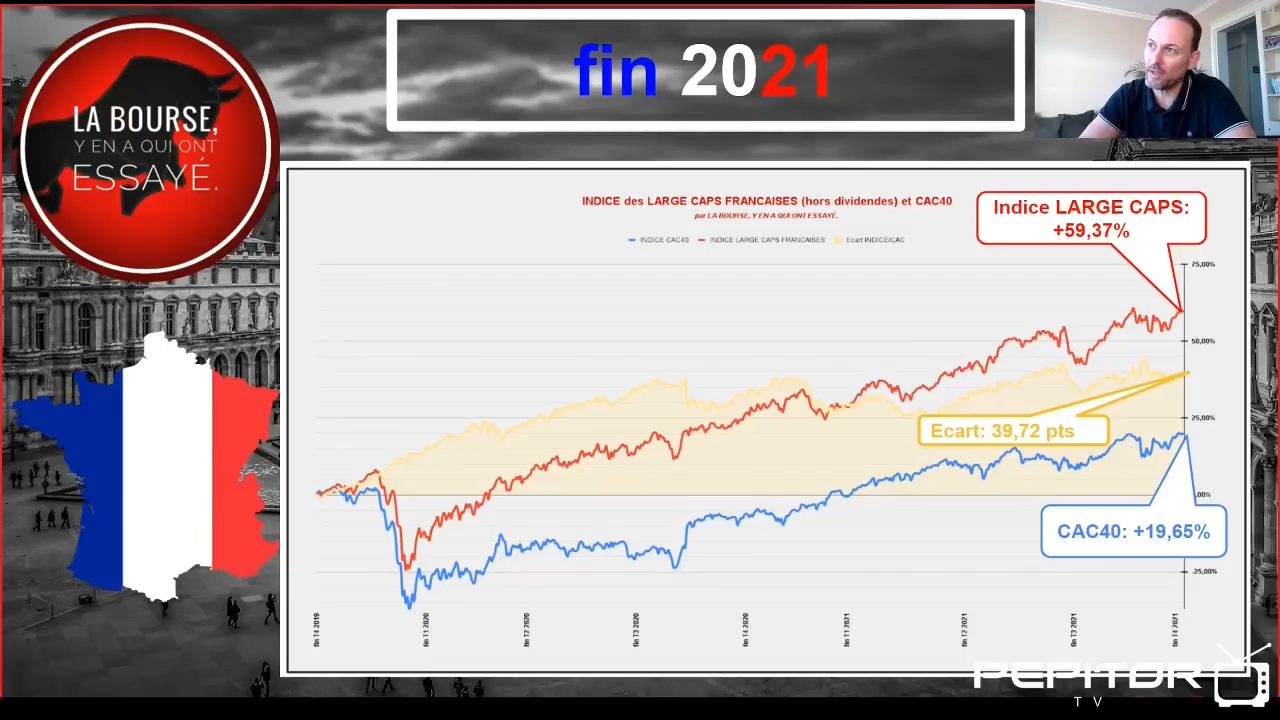 LA BOURSE,
Y EN A QUI ONT
ESSAYÉ.
fin 2021
INDICE des LARGE CAPS FRANCAISES (hors dividendes) et CAC40
par LA BOURSE, Y EN A QUI ONT ESSAYÉ.
INDICE CAC40 INDICE LARGE CAPS FRANCAISES Ecart INDICE/CAC
Indice LARGE CAPS:
+59,37%
75,00%
50,00%
25,00%
Ecart: 39,72 pts
,00%
CAC40: +19,65%
-25,00%
fin T4 2019
fin T1 2020
fin T2 2020
fin T3 2020
fin T4 2020
fin T1 2021
fin T2 2021
fin T3 2021
fin T4 2021
PEPITOR
TV